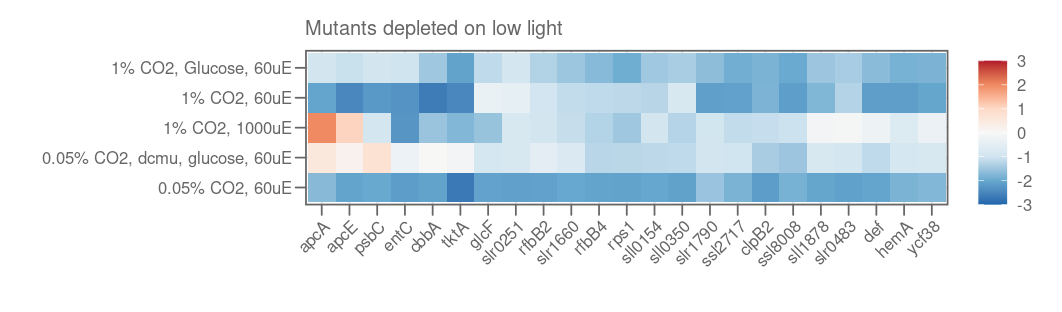 Mutants depleted on low light
1% CO2, Glucose, 60uE
1% CO2, 60uE
1% CO2, 1000uE
0.05% CO2, dcmu, glucose, 60uE
0.05% CO2, 60uE
apcA
apcE
psbC
entC
cbbA
tktA
glcF
slr0251
rfbB2
slr1660
rfbB4
rps1
sll0154
sll0350
slr1790
ssl2717
clpB2
ssl8008
sll1878
slr0483
def
hemA
ycf38
3
2
1
0
-1
-2
-3